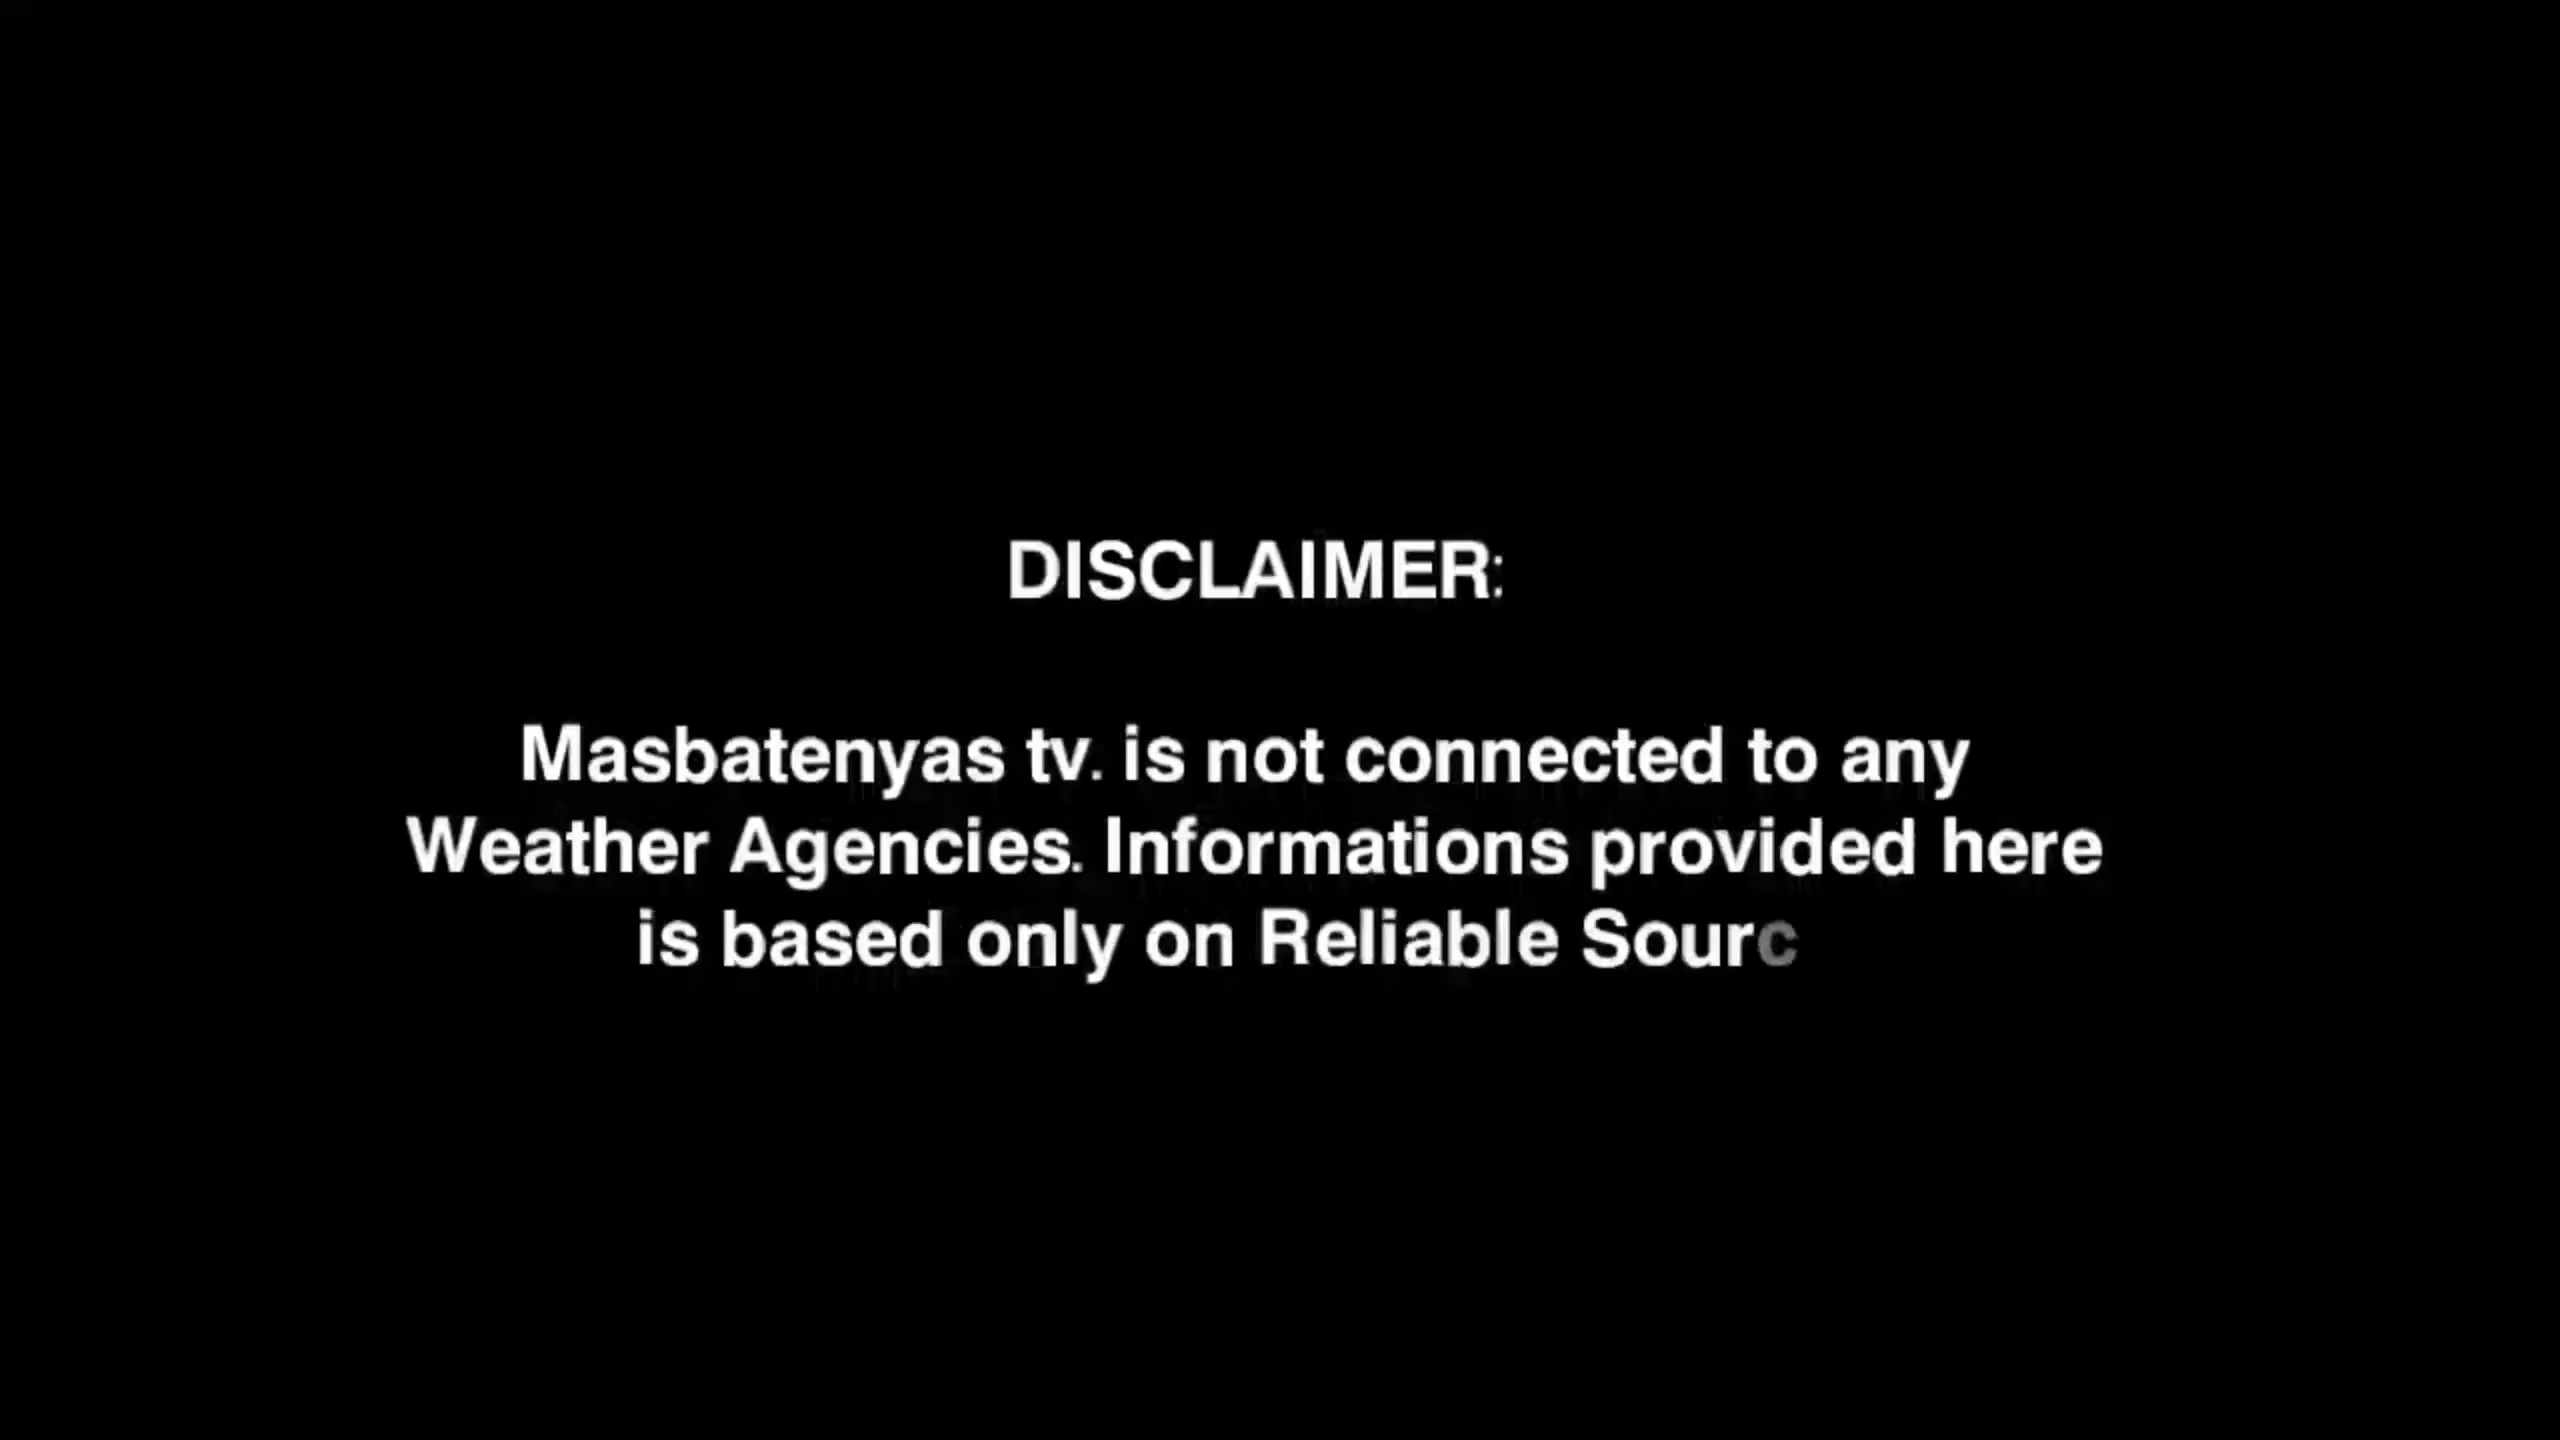 DISCLAIMER:
Masbatenyas tv. is not connected to any
Weather Agencies. Informations provided here
is based only on Reliable Sourc